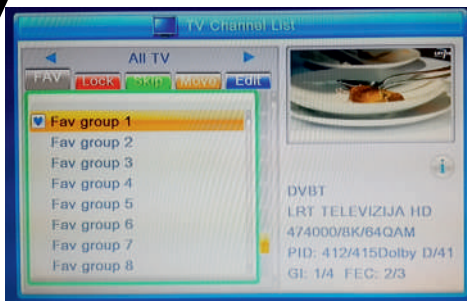 TV Channel List
All TV
FAV Lock Skip Move Edit
Fav group 1
Fav group 2
Fav group 3
Fav group 4
Fav group 5
Fav group 6
Fav group 7
Fav group 8
i
DVBT
LRT TELEVIZIJA HD
474000/8K/64QAM
PID: 412/415Dolby D/41
GI: 1/4 FEC: 2/3